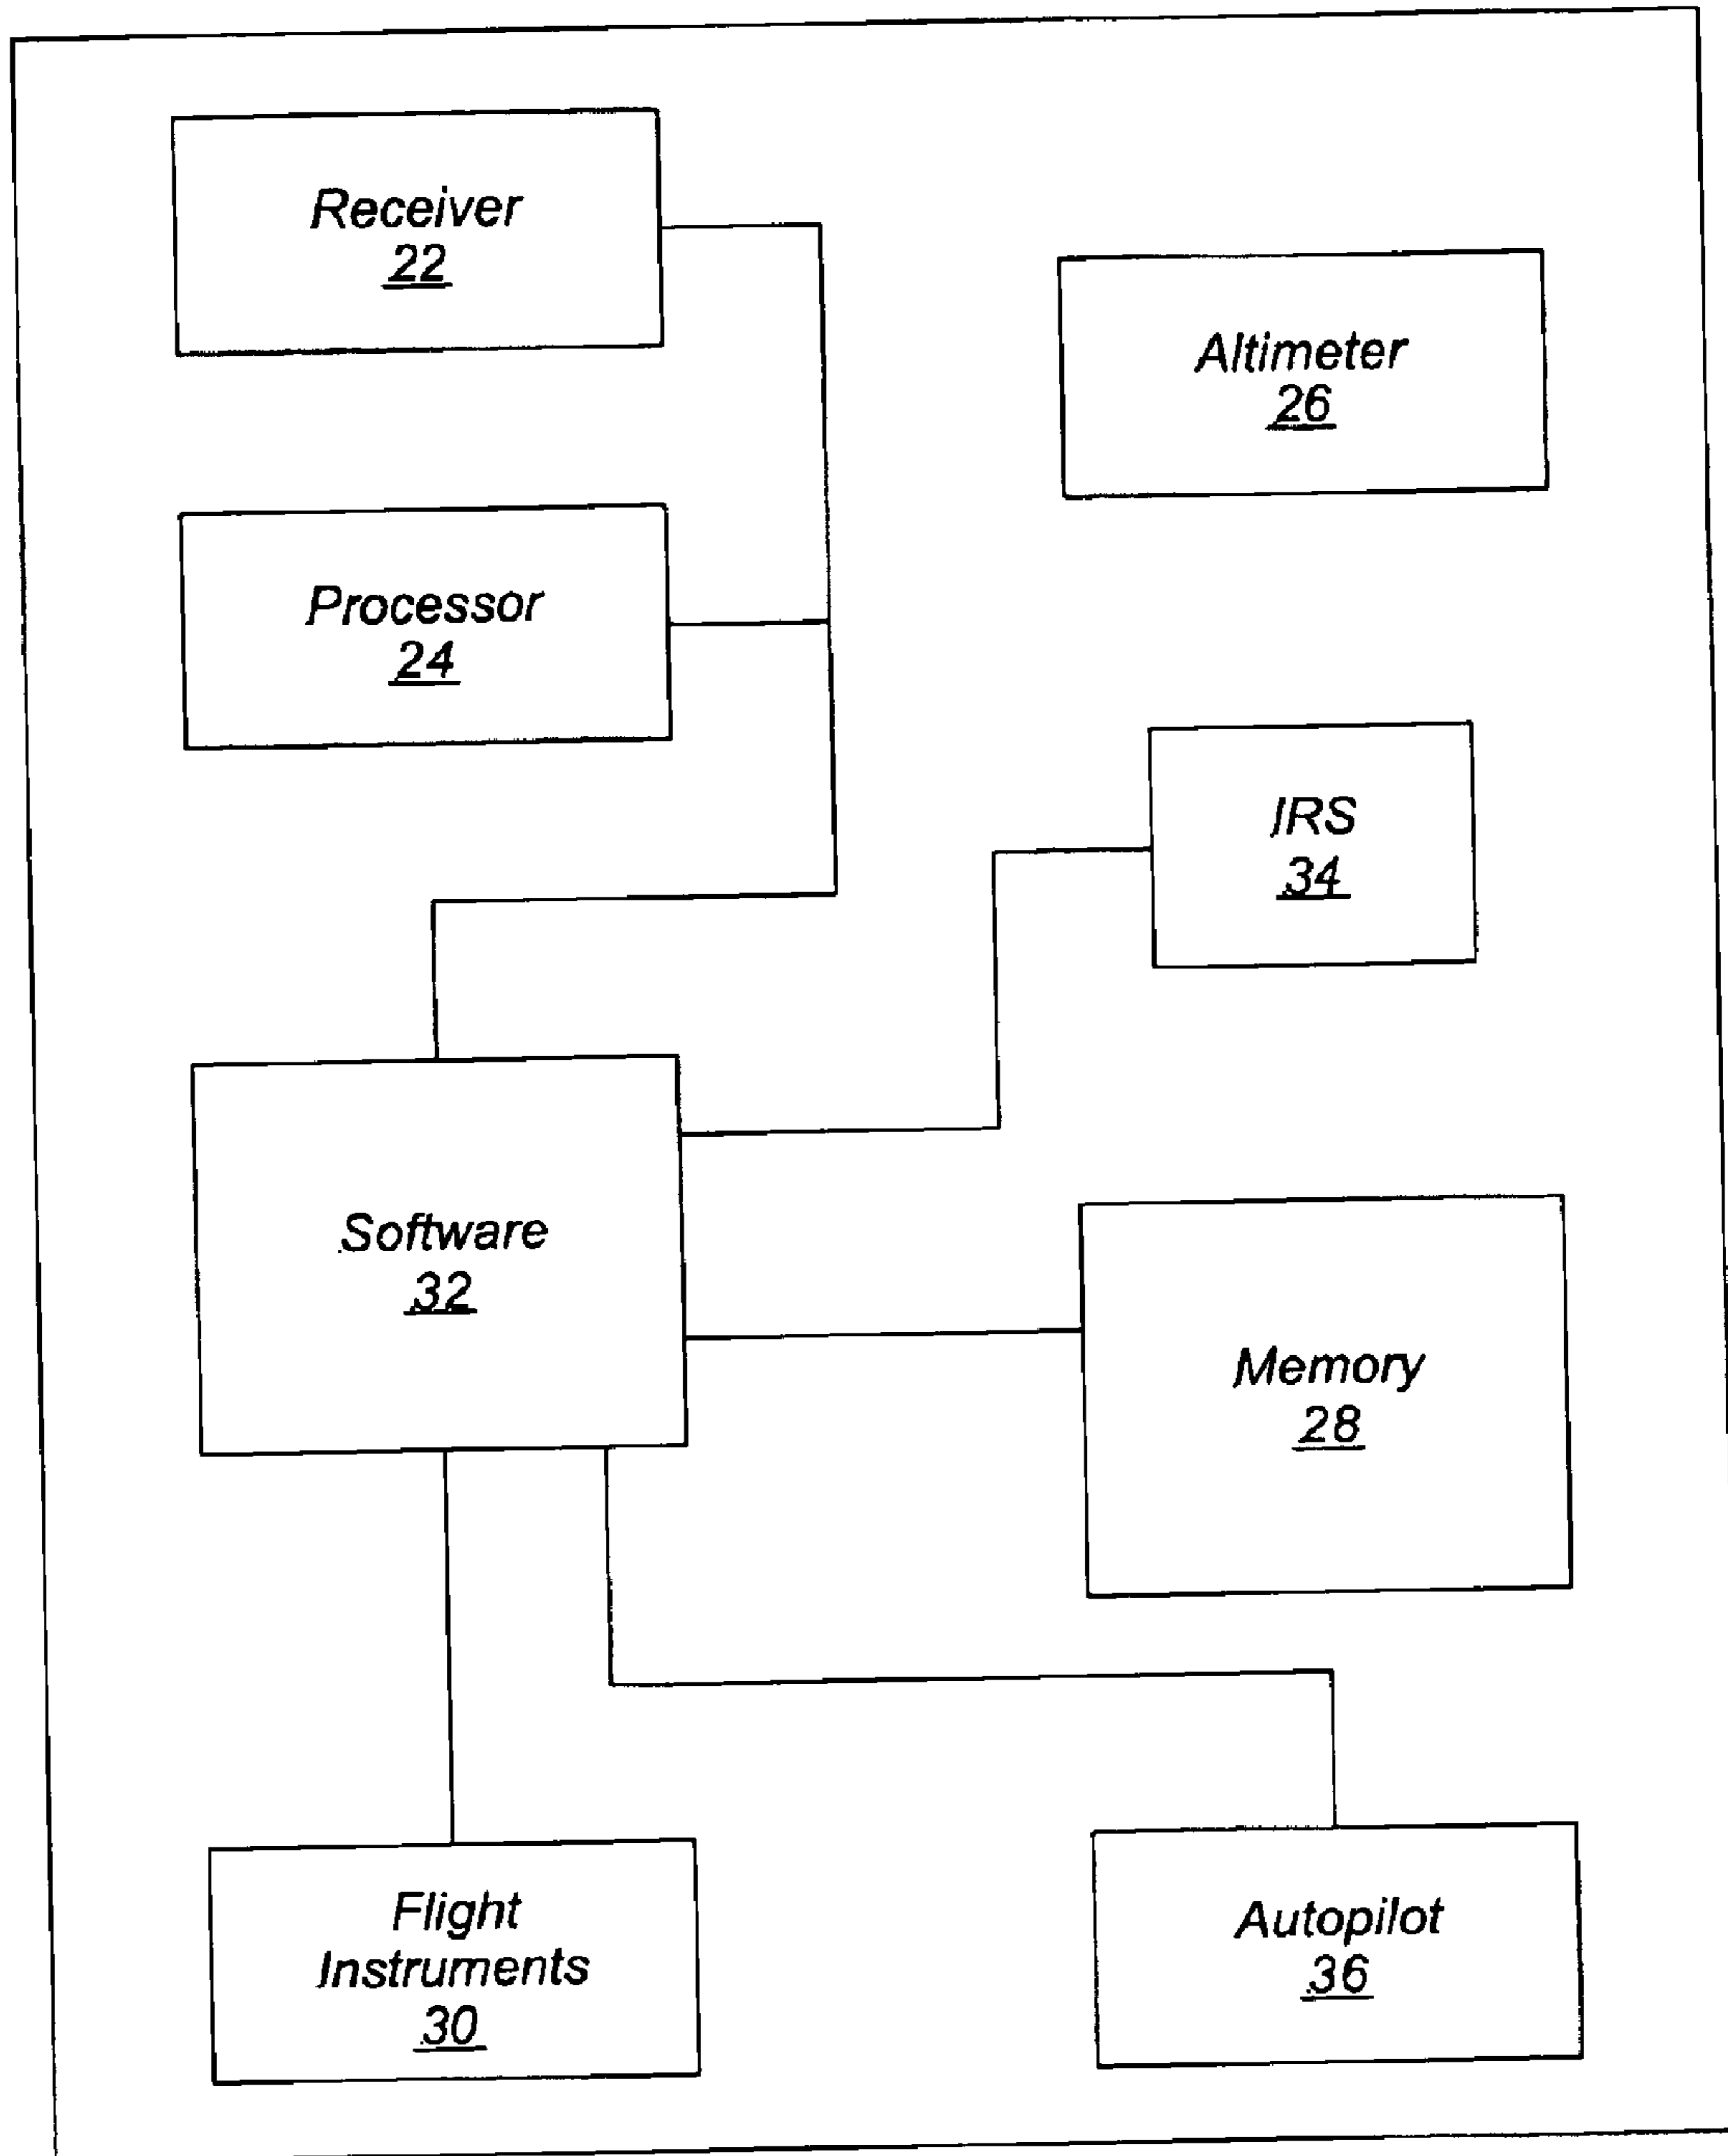 Receiver
22
Altimeter
26
Processor
24
IRS
34
Software
32
Memory
28
Flight
Instruments
30
Autopilot
36